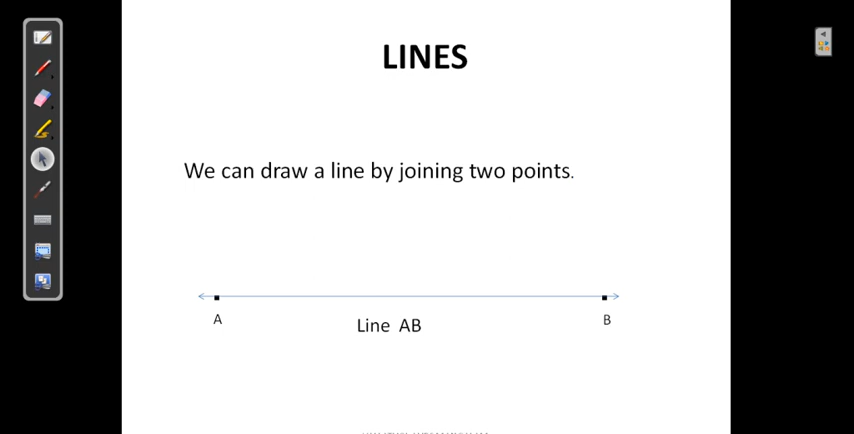 LINES
We can draw a line by joining two points.
A
B
Line AB